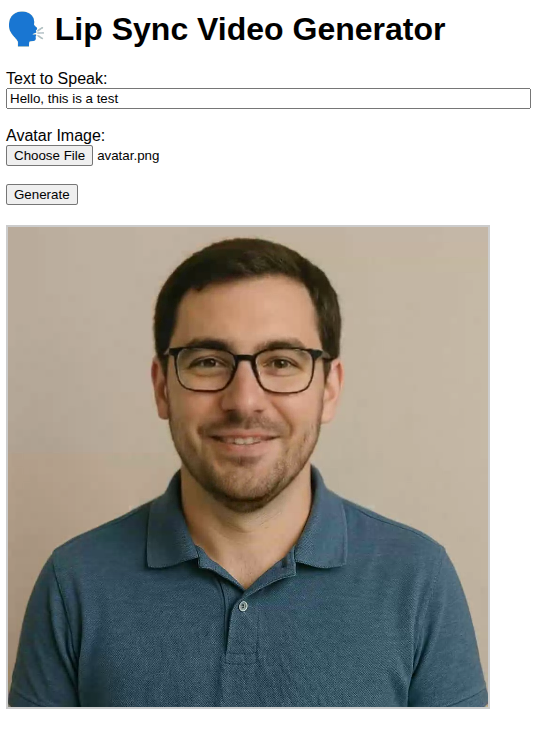 Lip Sync Video Generator
Text to Speak:
Hello, this is a test
Avatar Image:
Choose File avatar.png
Generate